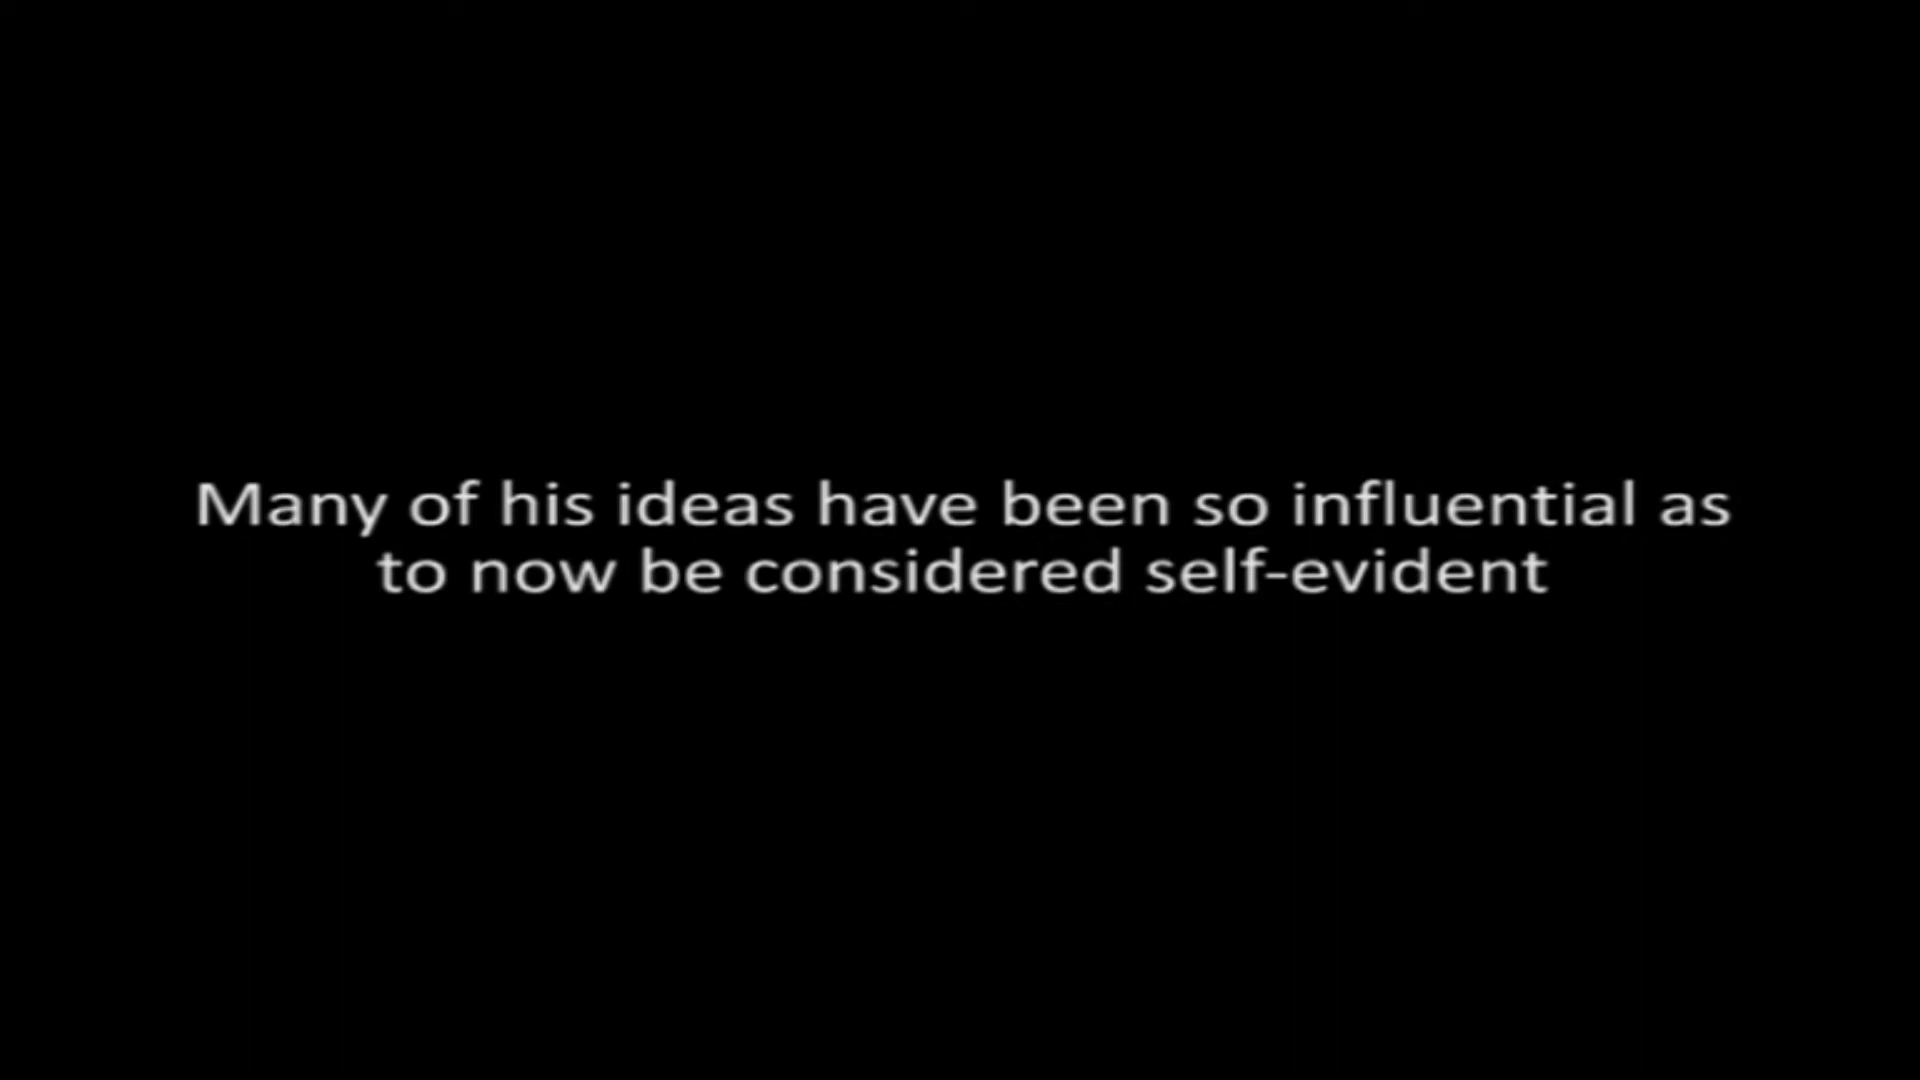 Many of his ideas have been so influential as
to now be considered self-evident